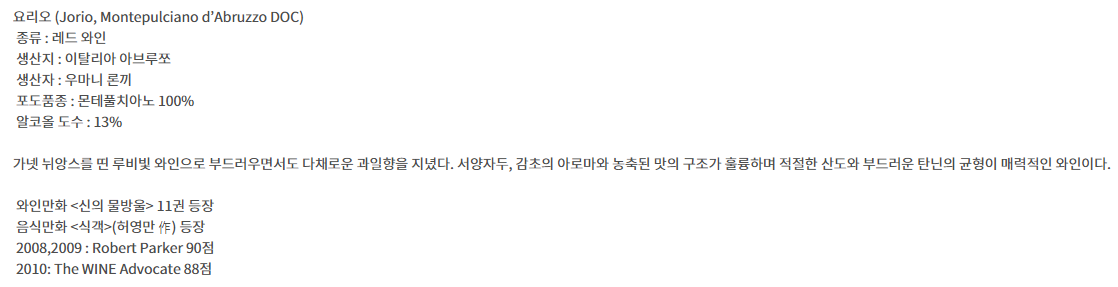 요리오 (Jorio, Montepulciano d’Abruzzo DOC)
종류 : 레드 와인
생산지 : 이탈리아 아브루쪼
생산자 : 우마니 론끼
포도품종 : 몬테풀치아노 100%
알코올 도수 : 13%
가넷 뉘앙스를 띤 루비빛 와인으로 부드러우면서도 다채로운 과일향을 지녔다. 서양자두, 감초의 아로마와 농축된 맛의 구조가 훌륭하며 적절한 산도와 부드러운 탄닌의 균형이 매력적인 와인이다.
와인만화 <신의 물방울> 11권 등장
음식만화 <식객>(허영만 作) 등장
2008,2009 : Robert Parker 90점
2010: The WINE Advocate 88점